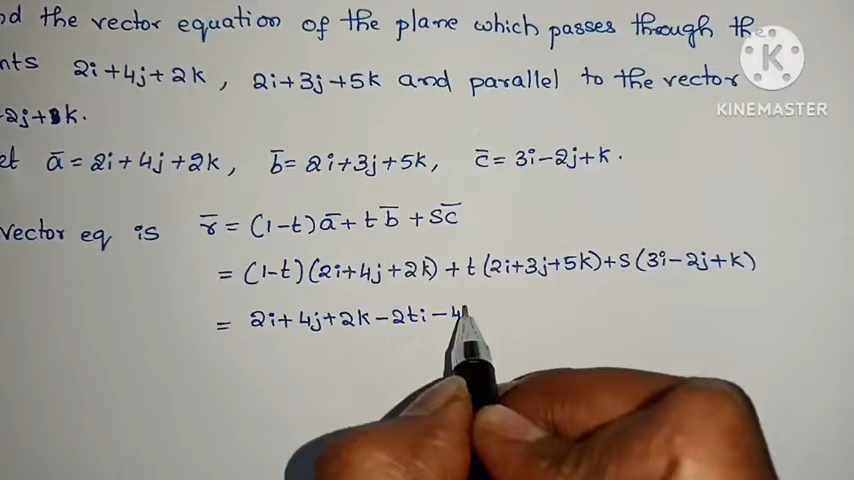 nd the vector equation of the plane which passes through the
nts 2i+4j+2k, 2i+3j+5k and parallel to the vector
-2j+k.
K
KINEMASTER
et a̅ = 2i+4j+2k, b̅ = 2i+3j+5k, c̅ = 3i-2j+k.
vector eq is r̅ = (1-t)a̅+ t b̅ + sc̅
= (1-t)(2i+4j+2k)+t(2i+3j+5k)+s(3i-2j+k)
= 2i+4j+2k-2ti-4